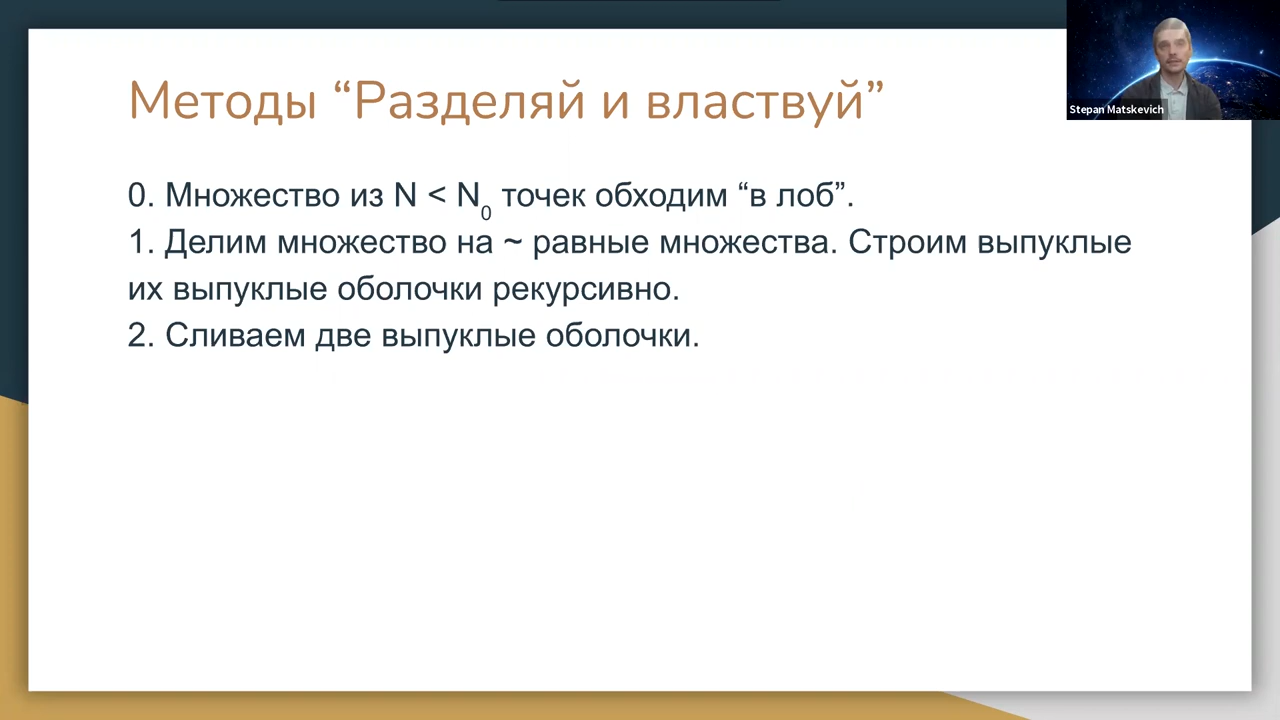 Методы “Разделяй и властвуй”
Stepan Matskevich
0. Множество из N < N₀ точек обходим “в лоб”.
1. Делим множество на ~ равные множества. Строим выпуклые
их выпуклые оболочки рекурсивно.
2. Сливаем две выпуклые оболочки.